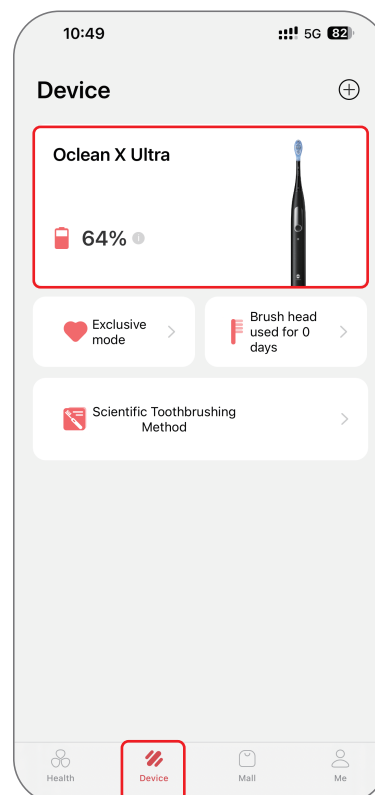 10:49 5G 82
Device
Oclean X Ultra
64%
Exclusive
mode
Brush head
used for 0
days
Scientific Toothbrushing
Method
Health Device Mall Me